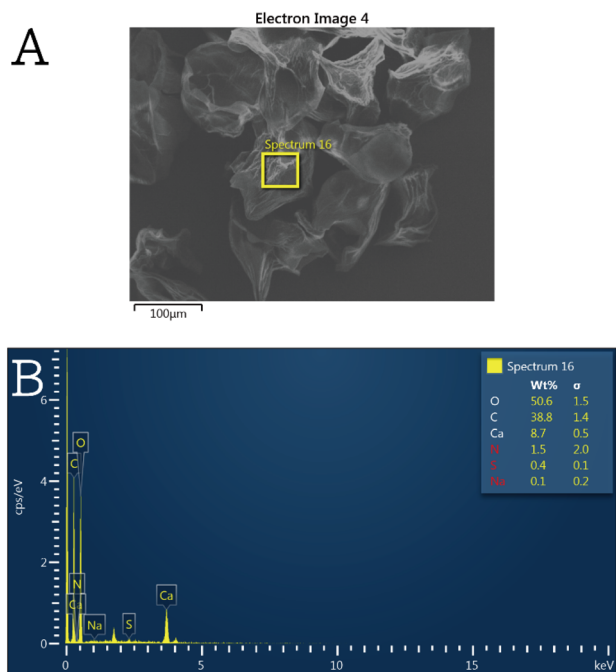 Electron Image 4
A
Spectrum 16
100µm
B
Spectrum 16
Wt% σ
O 50.6 1.5
C 38.8 1.4
Ca 8.7 0.5
N 1.5 2.0
S 0.4 0.1
Na 0.1 0.2
6
O
C
cps/eV
4
2
N
Ca
Ca
Na
S
0
0 5 10 15 keV